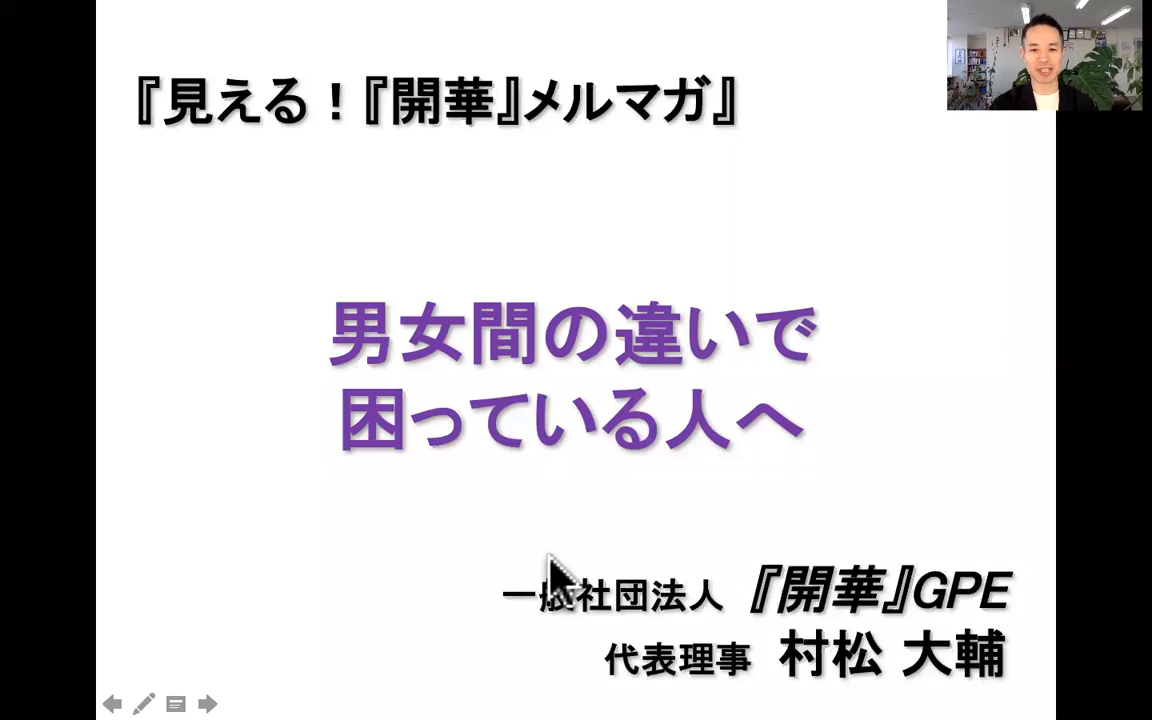 『見える！『開華』メルマガ』
男女間の違いで
困っている人へ
一般社団法人 『開華』GPE
代表理事 村松 大輔